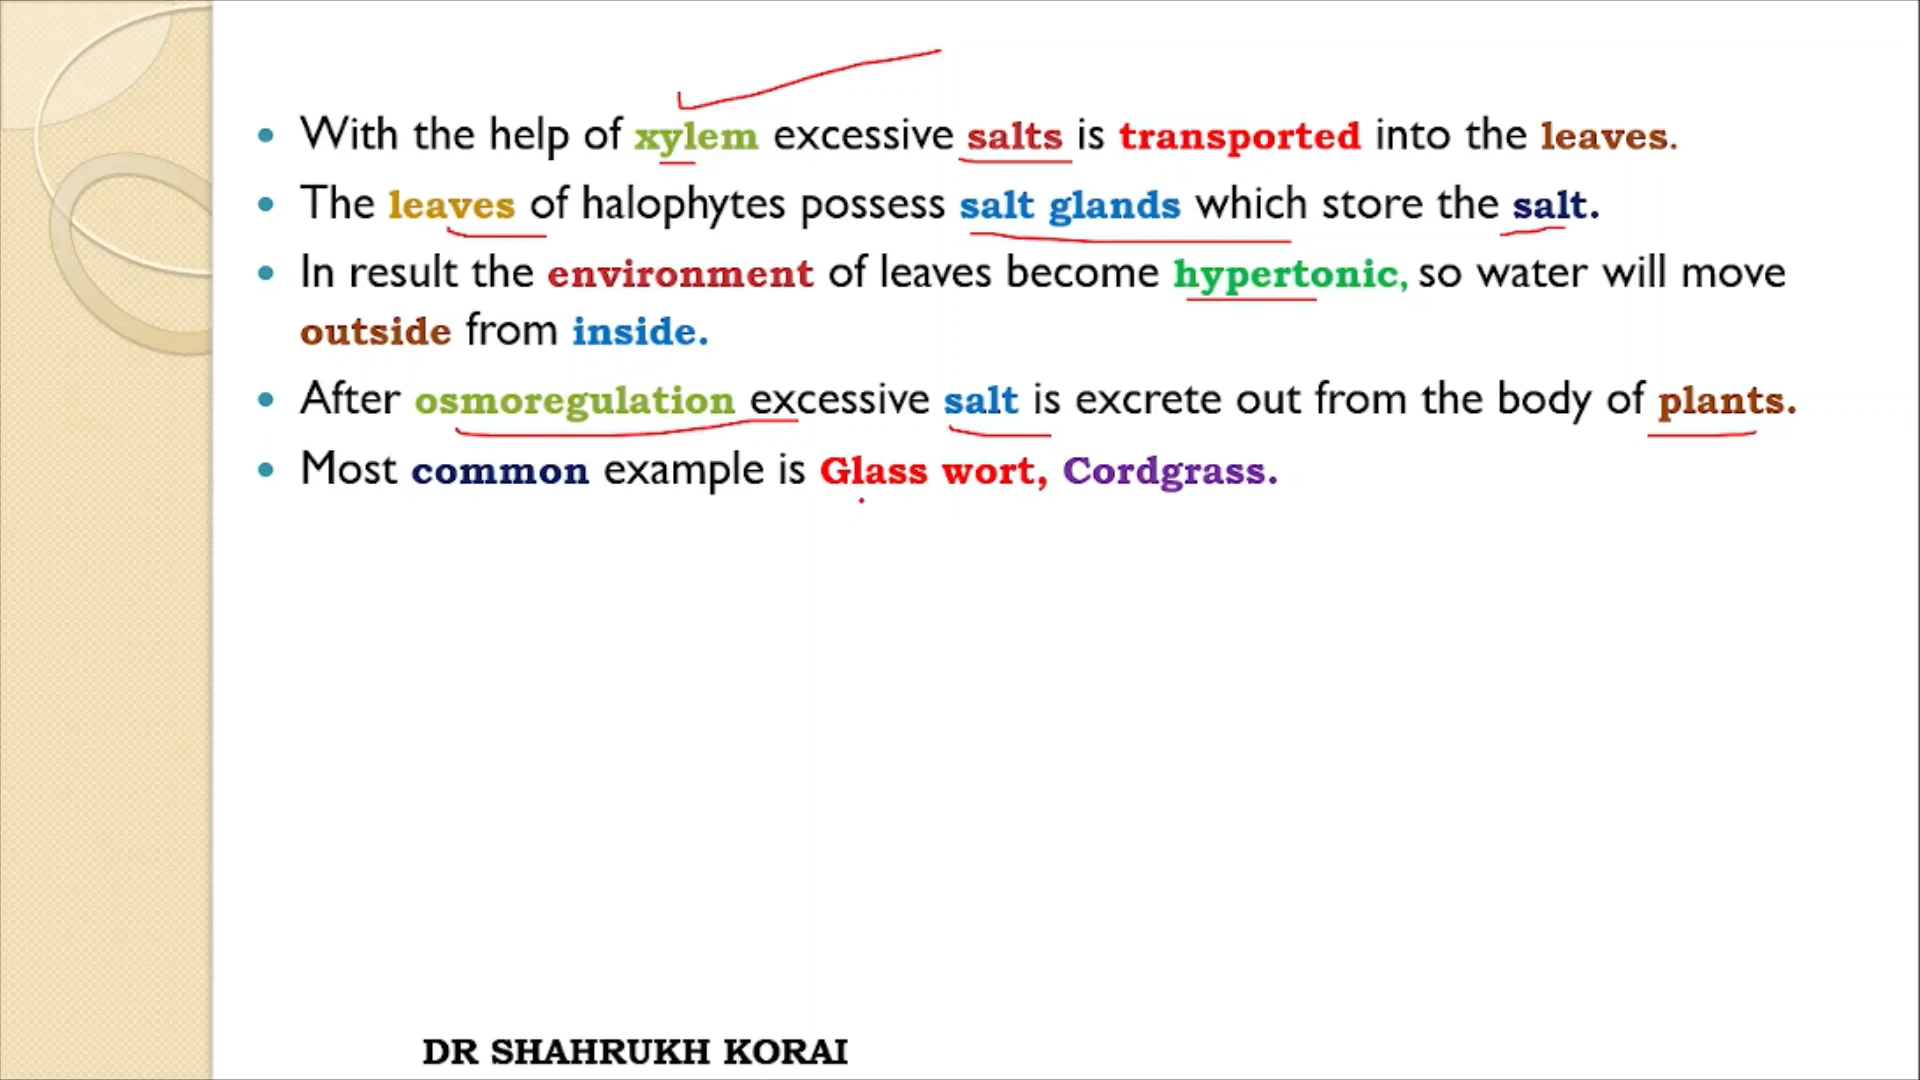 • With the help of xylem excessive salts is transported into the leaves.
• The leaves of halophytes possess salt glands which store the salt.
• In result the environment of leaves become hypertonic, so water will move
outside from inside.
• After osmoregulation excessive salt is excrete out from the body of plants.
• Most common example is Glass wort, Cordgrass.
DR SHAHRUKH KORAI